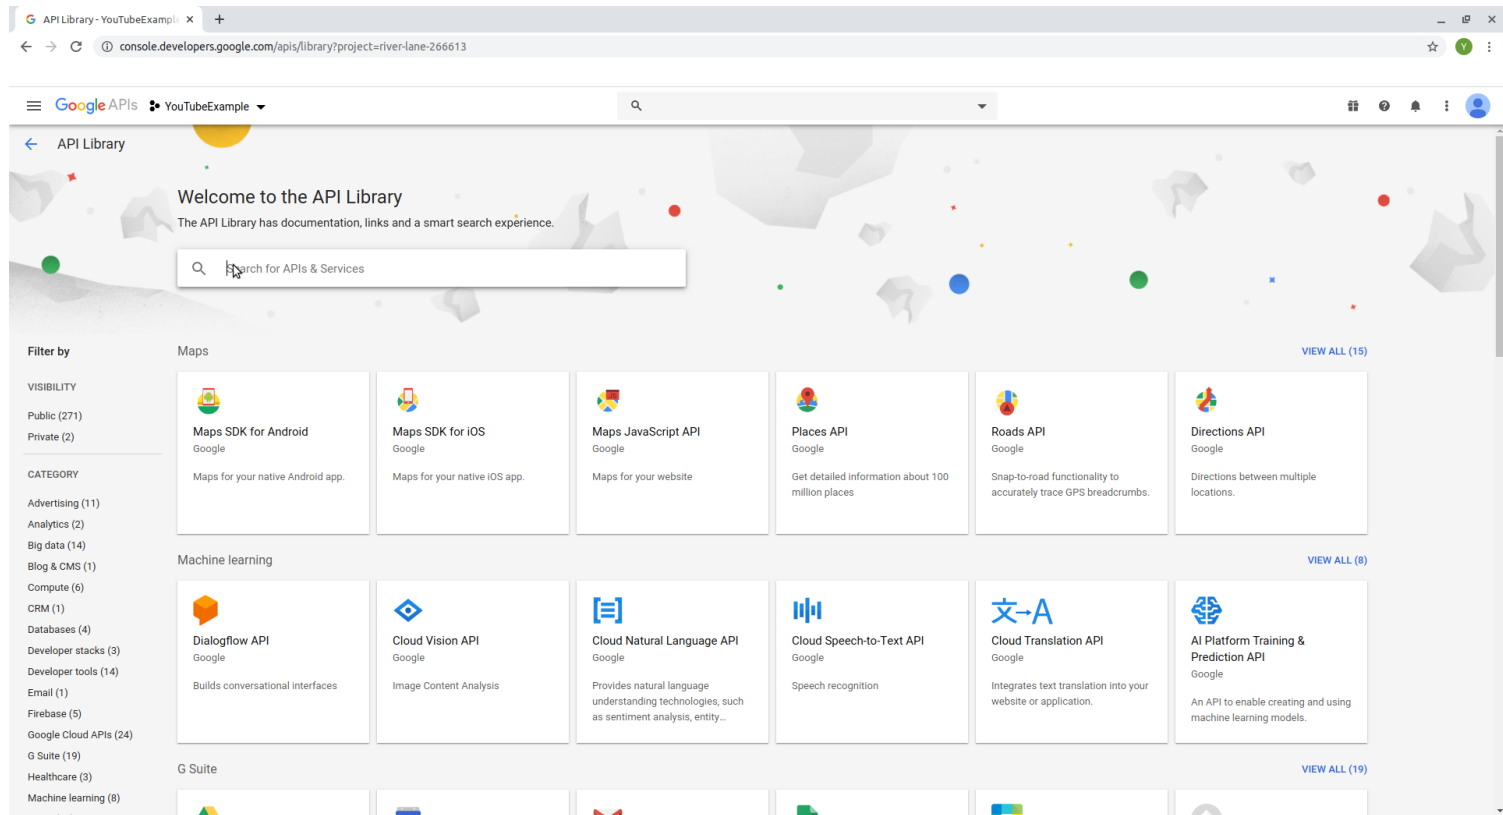 API Library - YouTubeExampl
console.developers.google.com/apis/library?project=river-lane-266613
Y
Google APIs
YouTubeExample
API Library
Welcome to the API Library
The API Library has documentation, links and a smart search experience.
Search for APIs & Services
Filter by
VISIBILITY
Public (271)
Private (2)
CATEGORY
Advertising (11)
Analytics (2)
Big data (14)
Blog & CMS (1)
Compute (6)
CRM (1)
Databases (4)
Developer stacks (3)
Developer tools (14)
Email (1)
Firebase (5)
Google Cloud APIs (24)
G Suite (19)
Healthcare (3)
Machine learning (8)
Maps
VIEW ALL (15)
Maps SDK for Android
Google
Maps for your native Android app.
Maps SDK for iOS
Google
Maps for your native iOS app.
Maps JavaScript API
Google
Maps for your website
Places API
Google
Get detailed information about 100
million places
Roads API
Google
Snap-to-road functionality to
accurately trace GPS breadcrumbs.
Directions API
Google
Directions between multiple
locations.
Machine learning
VIEW ALL (8)
Dialogflow API
Google
Builds conversational interfaces
Cloud Vision API
Google
Image Content Analysis
Cloud Natural Language API
Google
Provides natural language
understanding technologies, such
as sentiment analysis, entity...
Cloud Speech-to-Text API
Google
Speech recognition
文→A
Cloud Translation API
Google
Integrates text translation into your
website or application.
AI Platform Training &
Prediction API
Google
An API to enable creating and using
machine learning models.
G Suite
VIEW ALL (19)